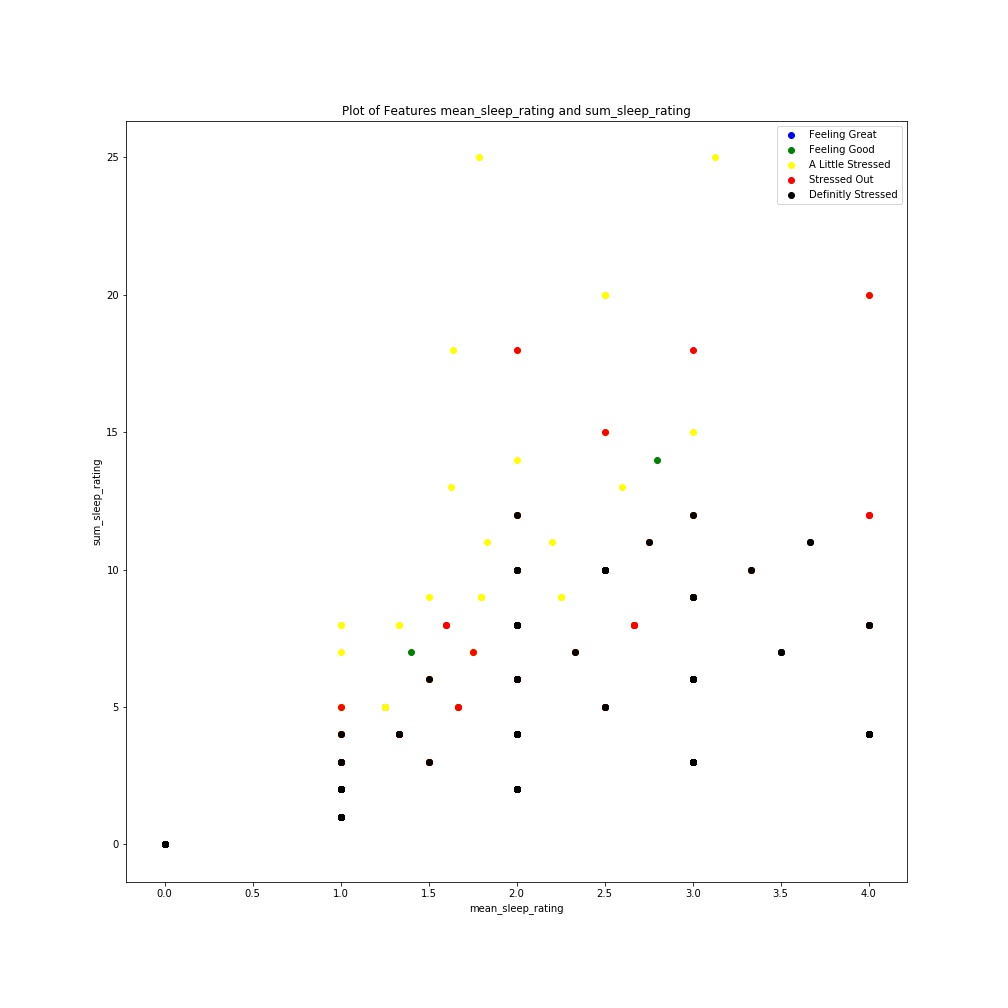 Plot of Features mean_sleep_rating and sum_sleep_rating
Feeling Great
Feeling Good
A Little Stressed
Stressed Out
Definitly Stressed
25
20
15
10
5
0
sum_sleep_rating
0.0 0.5 1.0 1.5 2.0 2.5 3.0 3.5 4.0
mean_sleep_rating